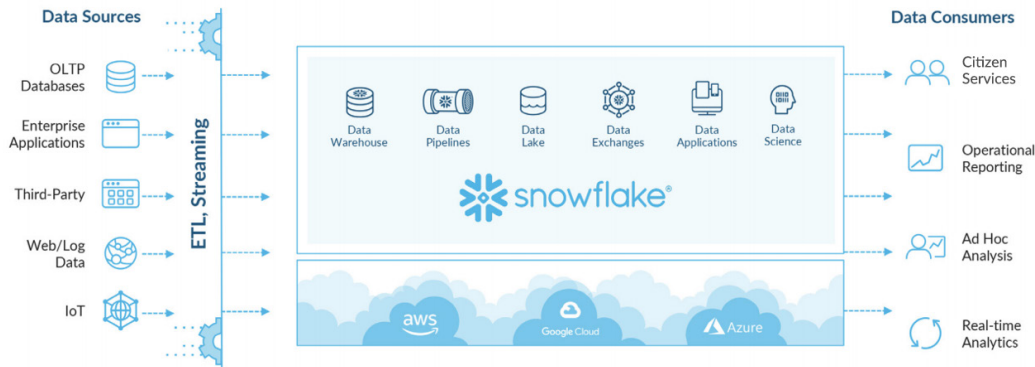 Data Sources
OLTP
Databases
Enterprise
Applications
Third-Party
Web/Log
Data
IoT
ETL, Streaming
Data
Warehouse
Data
Pipelines
Data
Lake
Data
Exchanges
Data
Applications
Data
Science
snowflake®
aws
Google Cloud
Azure
Data Consumers
Citizen
Services
Operational
Reporting
Ad Hoc
Analysis
Real-time
Analytics